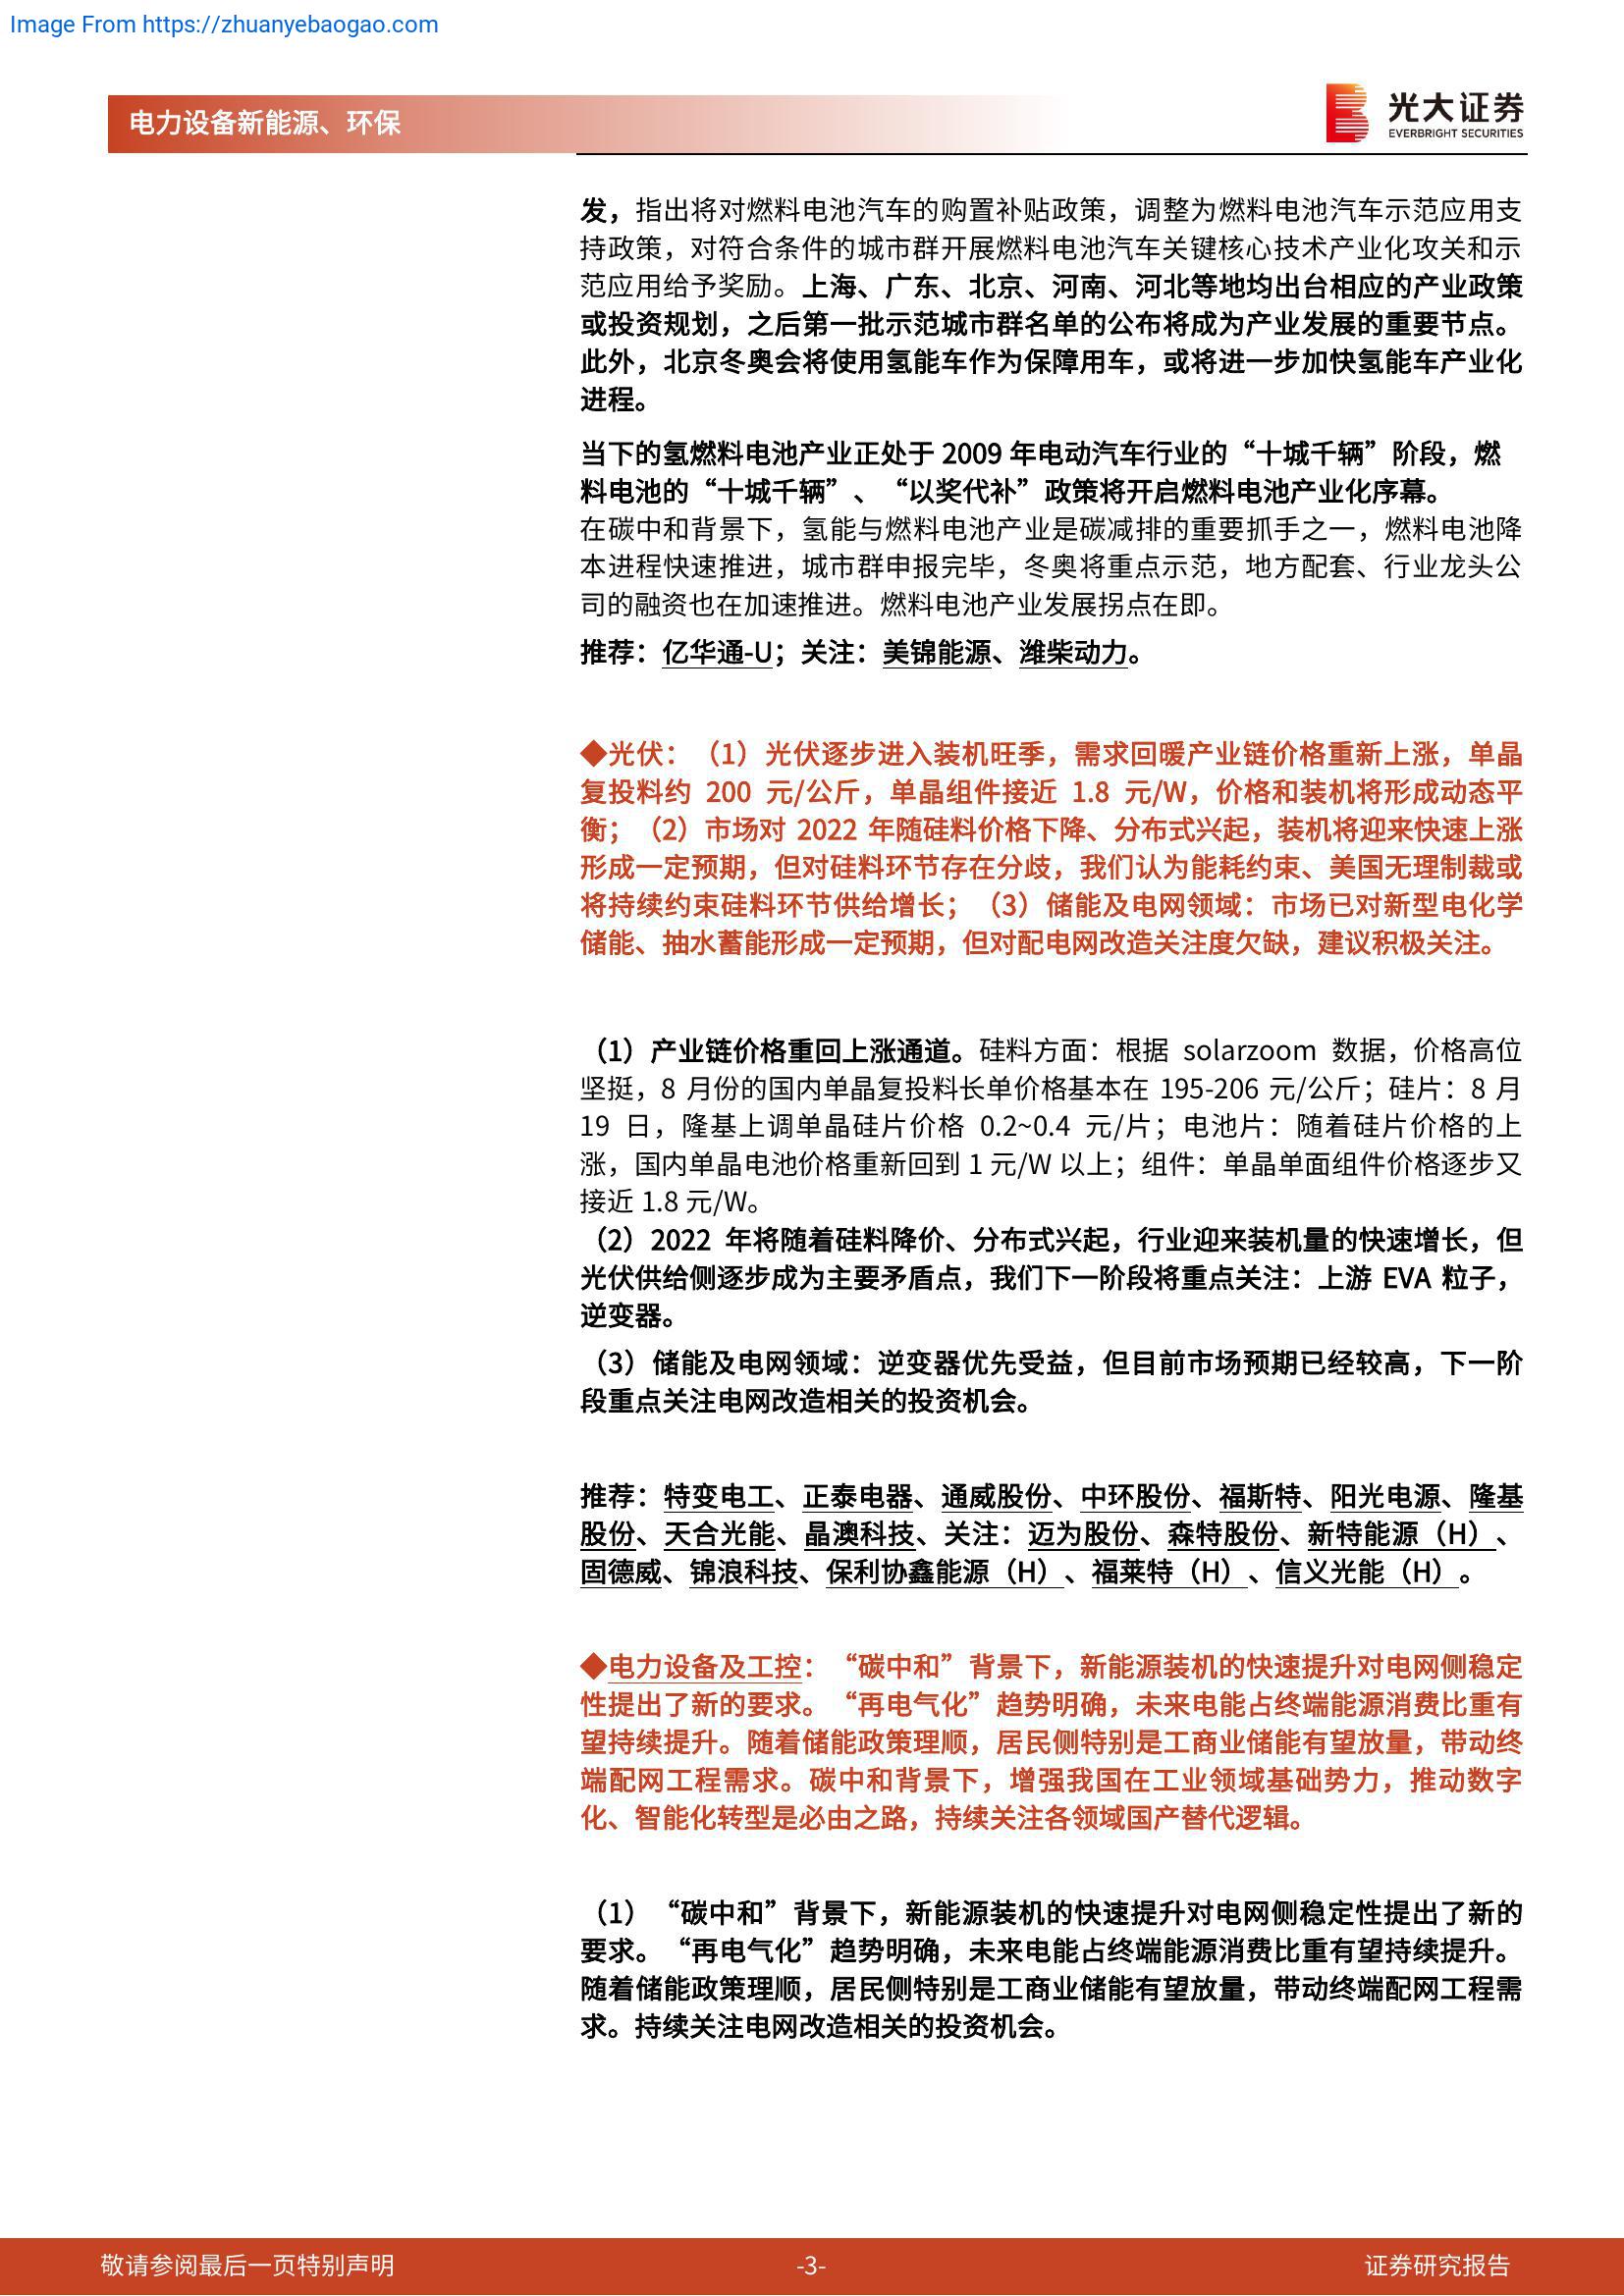 Image From https://zhuanyebaogao.com
电力设备新能源、环保
光大证券
EVERBRIGHT SECURITIES
发，指出将对燃料电池汽车的购置补贴政策，调整为燃料电池汽车示范应用支
持政策，对符合条件的城市群开展燃料电池汽车关键核心技术产业化攻关和示
范应用给予奖励。上海、广东、北京、河南、河北等地均出台相应的产业政策
或投资规划，之后第一批示范城市群名单的公布将成为产业发展的重要节点。
此外，北京冬奥会将使用氢能车作为保障用车，或将进一步加快氢能车产业化
进程。
当下的氢燃料电池产业正处于 2009 年电动汽车行业的“十城千辆”阶段，燃
料电池的“十城千辆”、“以奖代补”政策将开启燃料电池产业化序幕。
在碳中和背景下，氢能与燃料电池产业是碳减排的重要抓手之一，燃料电池降
本进程快速推进，城市群申报完毕，冬奥将重点示范，地方配套、行业龙头公
司的融资也在加速推进。燃料电池产业发展拐点在即。
推荐：亿华通-U；关注：美锦能源、潍柴动力。
◆光伏：（1）光伏逐步进入装机旺季，需求回暖产业链价格重新上涨，单晶
复投料约 200 元/公斤，单晶组件接近 1.8 元/W，价格和装机将形成动态平
衡；（2）市场对 2022 年随硅料价格下降、分布式兴起，装机将迎来快速上涨
形成一定预期，但对硅料环节存在分歧，我们认为能耗约束、美国无理制裁或
将持续约束硅料环节供给增长；（3）储能及电网领域：市场已对新型电化学
储能、抽水蓄能形成一定预期，但对配电网改造关注度欠缺，建议积极关注。
（1）产业链价格重回上涨通道。硅料方面：根据 solarzoom 数据，价格高位
坚挺，8 月份的国内单晶复投料长单价格基本在 195-206 元/公斤；硅片：8 月
19 日，隆基上调单晶硅片价格 0.2~0.4 元/片；电池片：随着硅片价格的上
涨，国内单晶电池价格重新回到 1 元/W 以上；组件：单晶单面组件价格逐步又
接近 1.8 元/W。
（2）2022 年将随着硅料降价、分布式兴起，行业迎来装机量的快速增长，但
光伏供给侧逐步成为主要矛盾点，我们下一阶段将重点关注：上游 EVA 粒子，
逆变器。
（3）储能及电网领域：逆变器优先受益，但目前市场预期已经较高，下一阶
段重点关注电网改造相关的投资机会。
推荐：特变电工、正泰电器、通威股份、中环股份、福斯特、阳光电源、隆基
股份、天合光能、晶澳科技、关注：迈为股份、森特股份、新特能源（H）、
固德威、锦浪科技、保利协鑫能源（H）、福莱特（H）、信义光能（H）。
◆电力设备及工控：“碳中和”背景下，新能源装机的快速提升对电网侧稳定
性提出了新的要求。“再电气化”趋势明确，未来电能占终端能源消费比重有
望持续提升。随着储能政策理顺，居民侧特别是工商业储能有望放量，带动终
端配网工程需求。碳中和背景下，增强我国在工业领域基础势力，推动数字
化、智能化转型是必由之路，持续关注各领域国产替代逻辑。
（1）“碳中和”背景下，新能源装机的快速提升对电网侧稳定性提出了新的
要求。“再电气化”趋势明确，未来电能占终端能源消费比重有望持续提升。
随着储能政策理顺，居民侧特别是工商业储能有望放量，带动终端配网工程需
求。持续关注电网改造相关的投资机会。
敬请参阅最后一页特别声明
-3-
证券研究报告